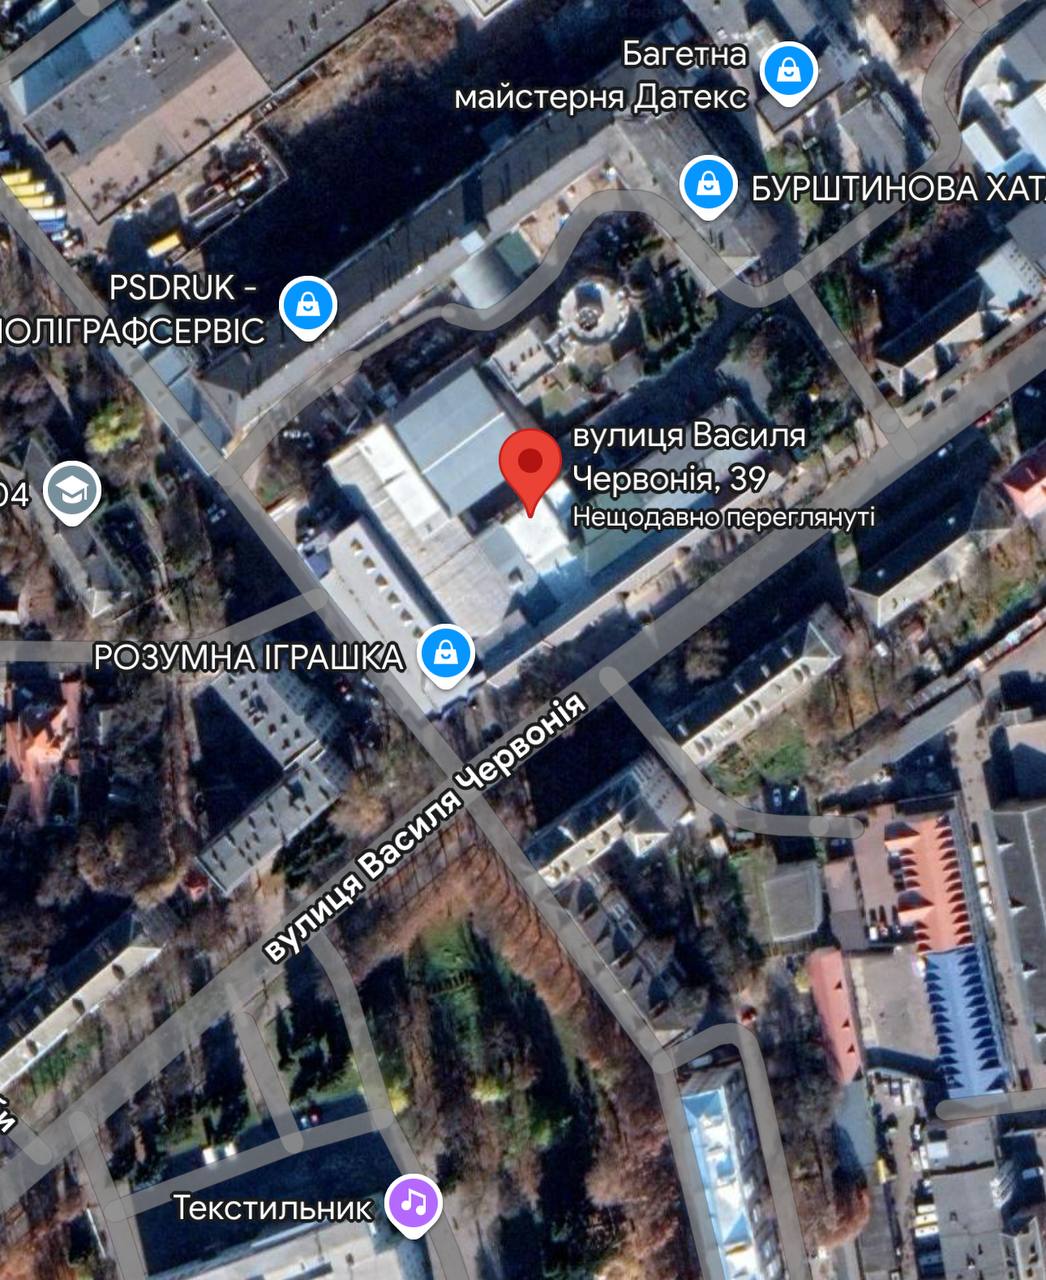 Багетна
майстерня Датекс
БУРШТИНОВА ХАТ
PSDRUK -
ПОЛІГРАФСЕРВІС
вулиця Василя
Червонія, 39
Нещодавно переглянуті
04
РОЗУМНА ІГРАШКА
вулиця Василя Червонія
Текстильник